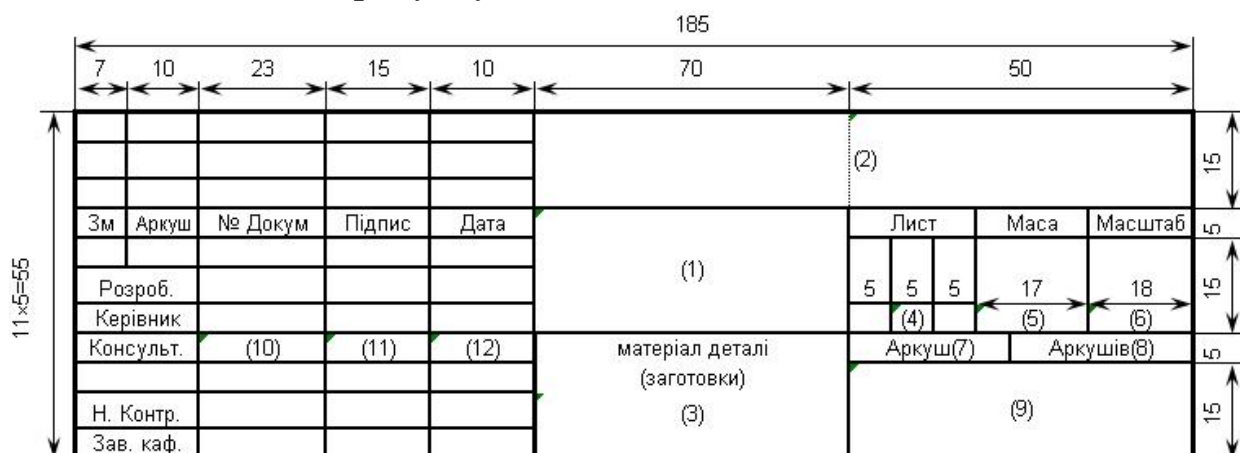 185
7 10 23 15 10 70 50
(2)
15
Зм Аркуш № Докум Підпис Дата Лист Маса Масштаб
5
11×5=55
(1)
5 5 5 17 18
15
Розроб.
Керівник (4) (5) (6)
Консульт. (10) (11) (12) матеріал деталі Аркуш(7) Аркушів(8)
5
(заготовки)
Н. Контр. (3) (9)
15
Зав. каф.